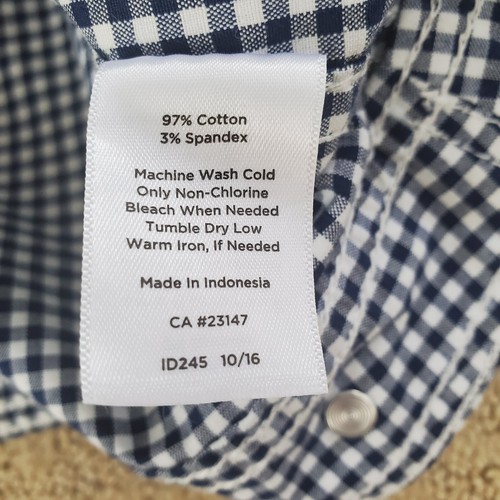 97% Cotton
3% Spandex
Machine Wash Cold
Only Non-Chlorine
Bleach When Needed
Tumble Dry Low
Warm Iron, If Needed
Made In Indonesia
CA #23147
ID245 10/16